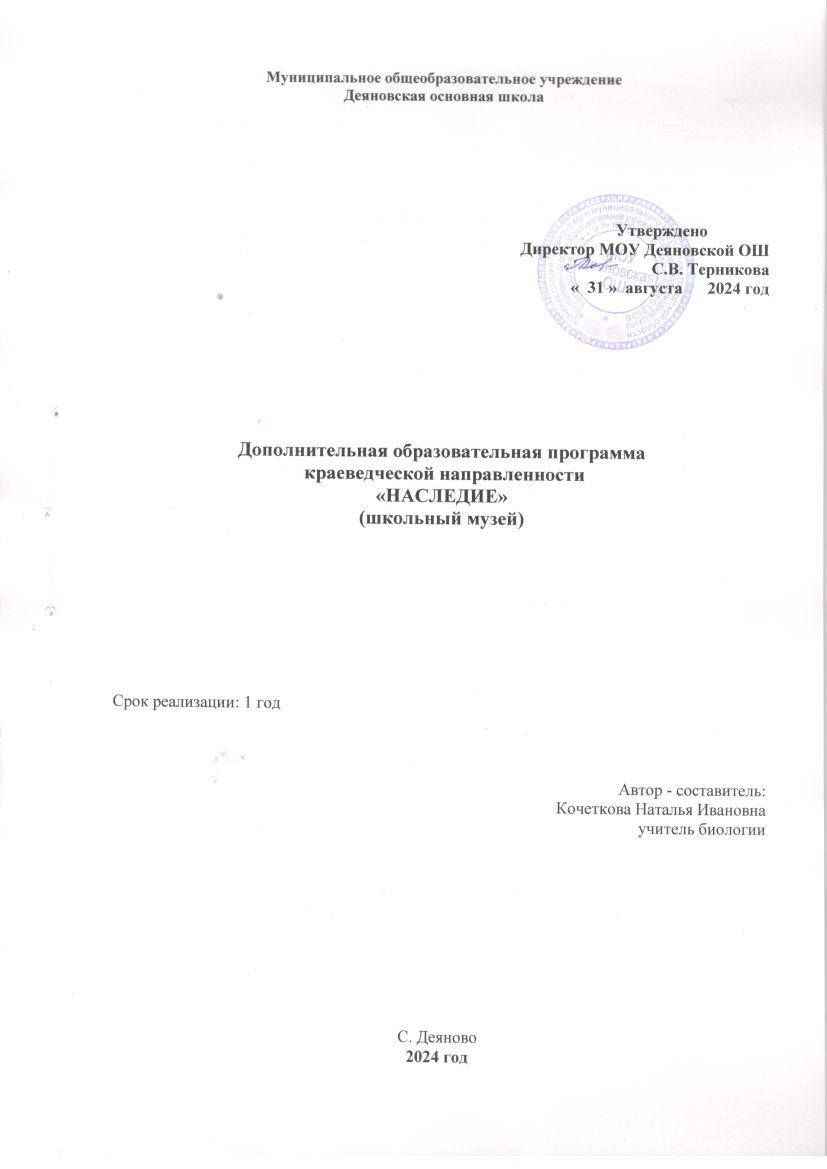 Муниципальное общеобразовательное учреждение
Деяновская основная школа
Утверждено
Директор МОУ Деяновской ОШ
С.В. Терникова
« 31 » августа 2024 год
Дополнительная образовательная программа
краеведческой направленности
«НАСЛЕДИЕ»
(школьный музей)
Срок реализации: 1 год
Автор - составитель:
Кочеткова Наталья Ивановна
учитель биологии
С. Деяново
2024 год